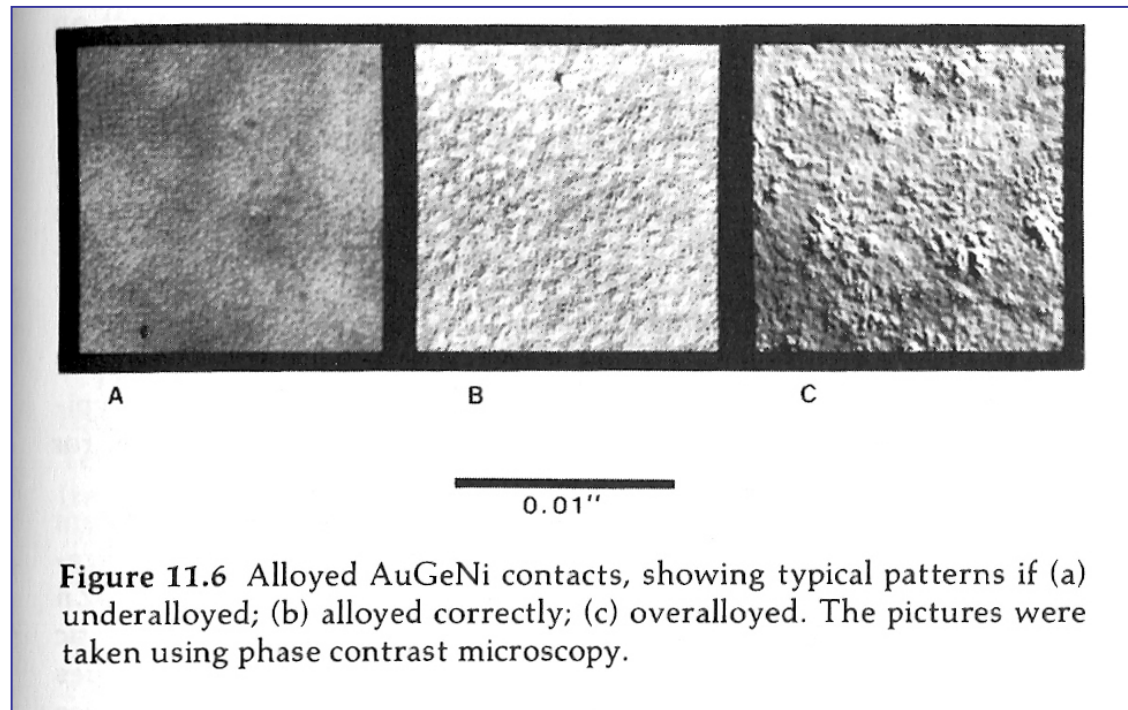 A B C
0.01″
Figure 11.6 Alloyed AuGeNi contacts, showing typical patterns if (a)
underalloyed; (b) alloyed correctly; (c) overalloyed. The pictures were
taken using phase contrast microscopy.